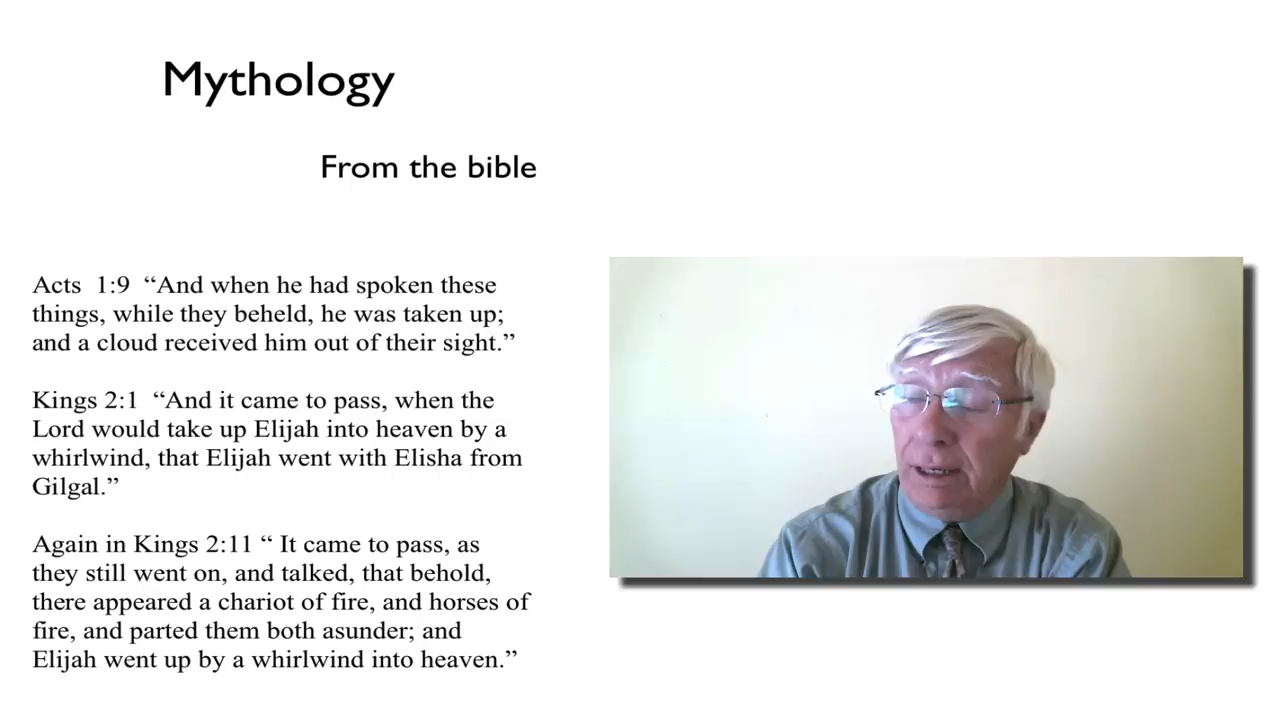 Mythology
From the bible
Acts  1:9  “And when he had spoken these
things, while they beheld, he was taken up;
and a cloud received him out of their sight.”
Kings 2:1  “And it came to pass, when the
Lord would take up Elijah into heaven by a
whirlwind, that Elijah went with Elisha from
Gilgal.”
Again in Kings 2:11 “ It came to pass, as
they still went on, and talked, that behold,
there appeared a chariot of fire, and horses of
fire, and parted them both asunder; and
Elijah went up by a whirlwind into heaven.”